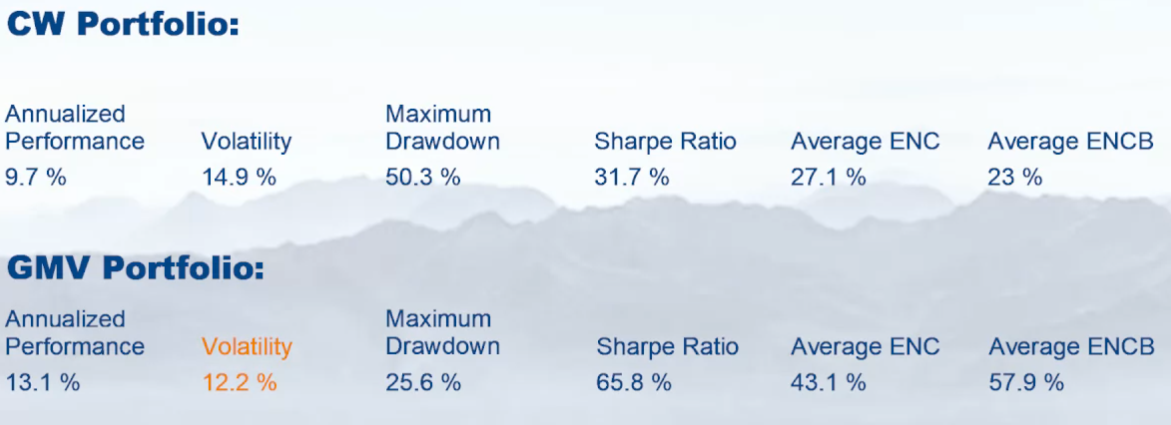 CW Portfolio:
Annualized Performance Volatility Maximum Drawdown Sharpe Ratio Average ENC Average ENCB
9.7 % 14.9 % 50.3 % 31.7 % 27.1 % 23 %
GMV Portfolio:
Annualized Performance Volatility Maximum Drawdown Sharpe Ratio Average ENC Average ENCB
13.1 % 12.2 % 25.6 % 65.8 % 43.1 % 57.9 %